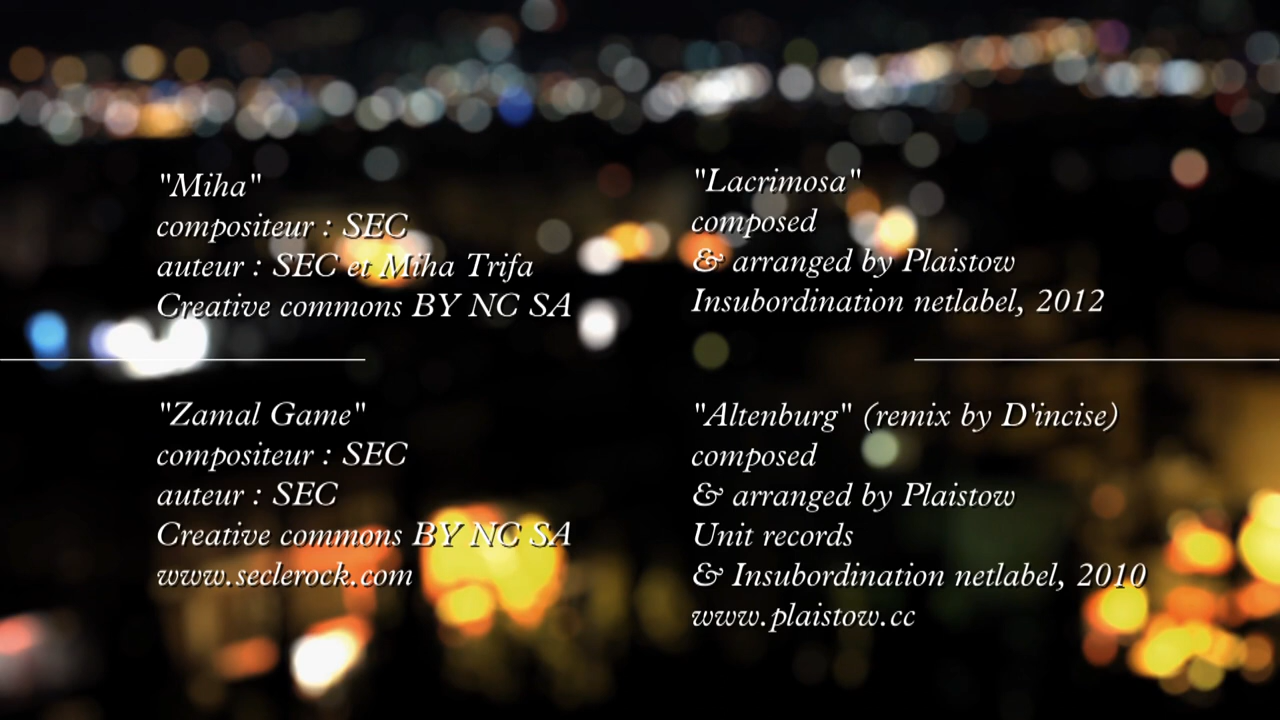 "Miha"
compositeur : SEC
auteur : SEC et Miha Trifa
Creative commons BY NC SA
"Zamal Game"
compositeur : SEC
auteur : SEC
Creative commons BY NC SA
www.seclerock.com
"Lacrimosa"
composed
& arranged by Plaistow
Insubordination netlabel, 2012
"Altenburg" (remix by D'incise)
composed
& arranged by Plaistow
Unit records
& Insubordination netlabel, 2010
www.plaistow.cc